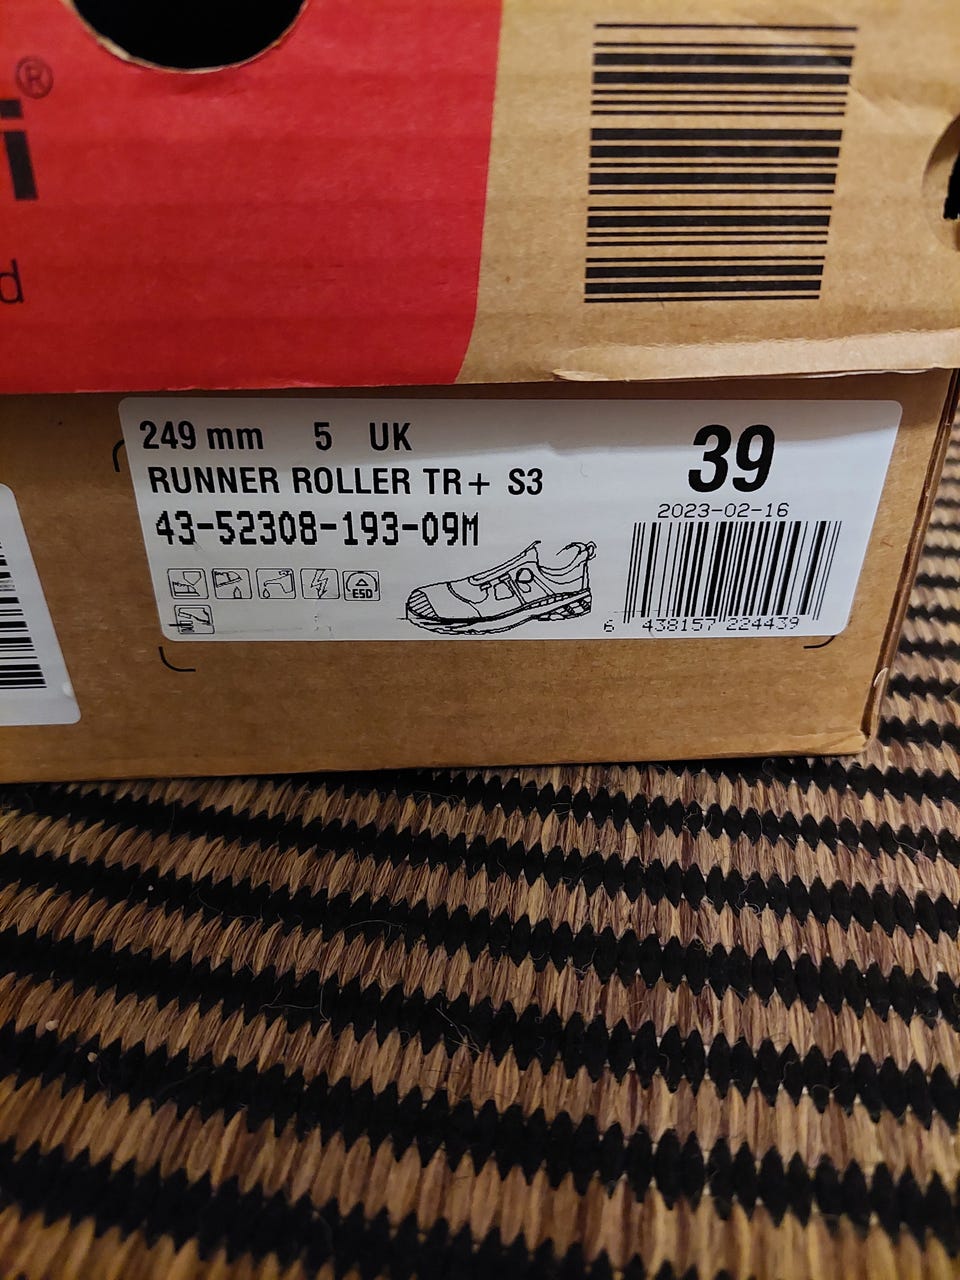 i®
d
249 mm 5 UK
39
RUNNER ROLLER TR+ S3
2023-02-16
43-52308-193-09M
ESD
6 438157 224439